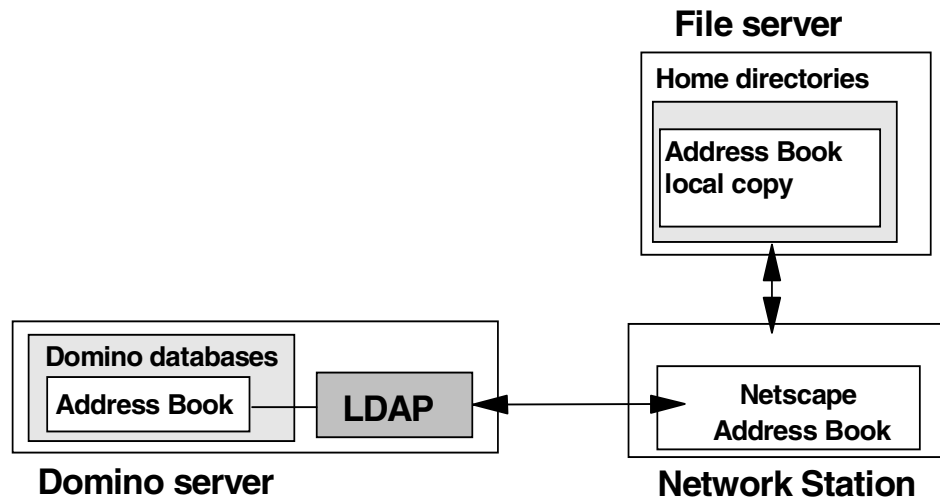 File server
Home directories
Address Book
local copy
Domino databases
Address Book
LDAP
Netscape
Address Book
Domino server
Network Station